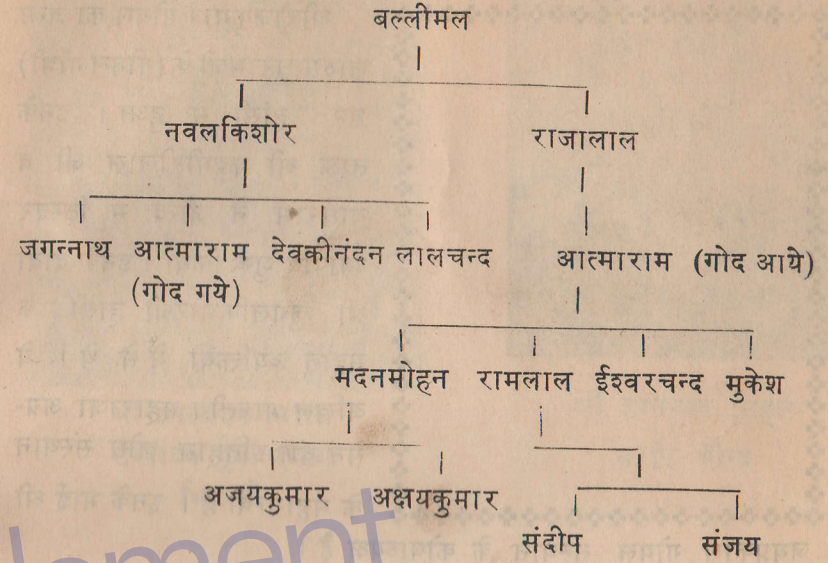 बल्लीमल
नवलकिशोर राजालाल
जगन्नाथ आत्माराम देवकीनंदन लालचन्द आत्माराम (गोद आये)
(गोद गये)
मदनमोहन रामलाल ईश्वरचन्द मुकेश
अजयकुमार अक्षयकुमार
संदीप संजय